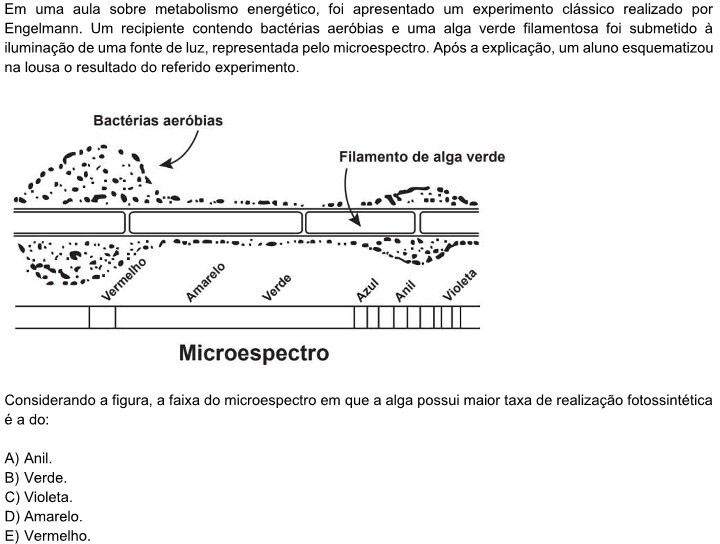 Em uma aula sobre metabolismo energético, foi apresentado um experimento clássico realizado por
Engelmann. Um recipiente contendo bactérias aeróbias e uma alga verde filamentosa foi submetido à
iluminação de uma fonte de luz, representada pelo microespectro. Após a explicação, um aluno esquematizou
na lousa o resultado do referido experimento.
Bactérias aeróbias
Filamento de alga verde
Vermelho
Amarelo
Verde
Azul
Anil
Violeta
Microespectro
Considerando a figura, a faixa do microespectro em que a alga possui maior taxa de realização fotossintética
é a do:
A) Anil.
B) Verde.
C) Violeta.
D) Amarelo.
E) Vermelho.